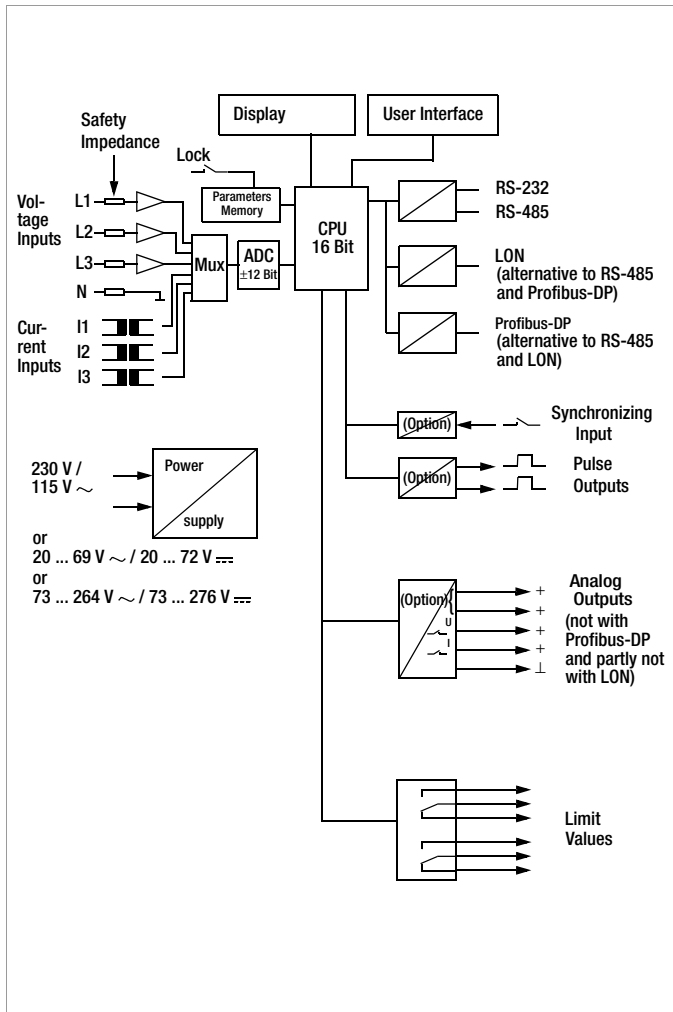 Display
User Interface
Safety
Impedance
Lock
Parameters
Memory
Vol-
tage
Inputs
L1
L2
L3
N
Cur-
rent
Inputs
I1
I2
I3
Mux
ADC
±12 Bit
CPU
16 Bit
RS-232
RS-485
LON
(alternative to RS-485
and Profibus-DP)
Profibus-DP
(alternative to RS-485
and LON)
(Option)
Synchronizing
Input
(Option)
Pulse
Outputs
230 V /
115 V ~
Power
supply
or
20 ... 69 V ~ / 20 ... 72 V ⎓
or
73 ... 264 V ~ / 73 ... 276 V ⎓
(Option)
{
U
I
+
+
+
+
⊥
Analog
Outputs
(not with
Profibus-DP
and partly not
with LON)
Limit
Values